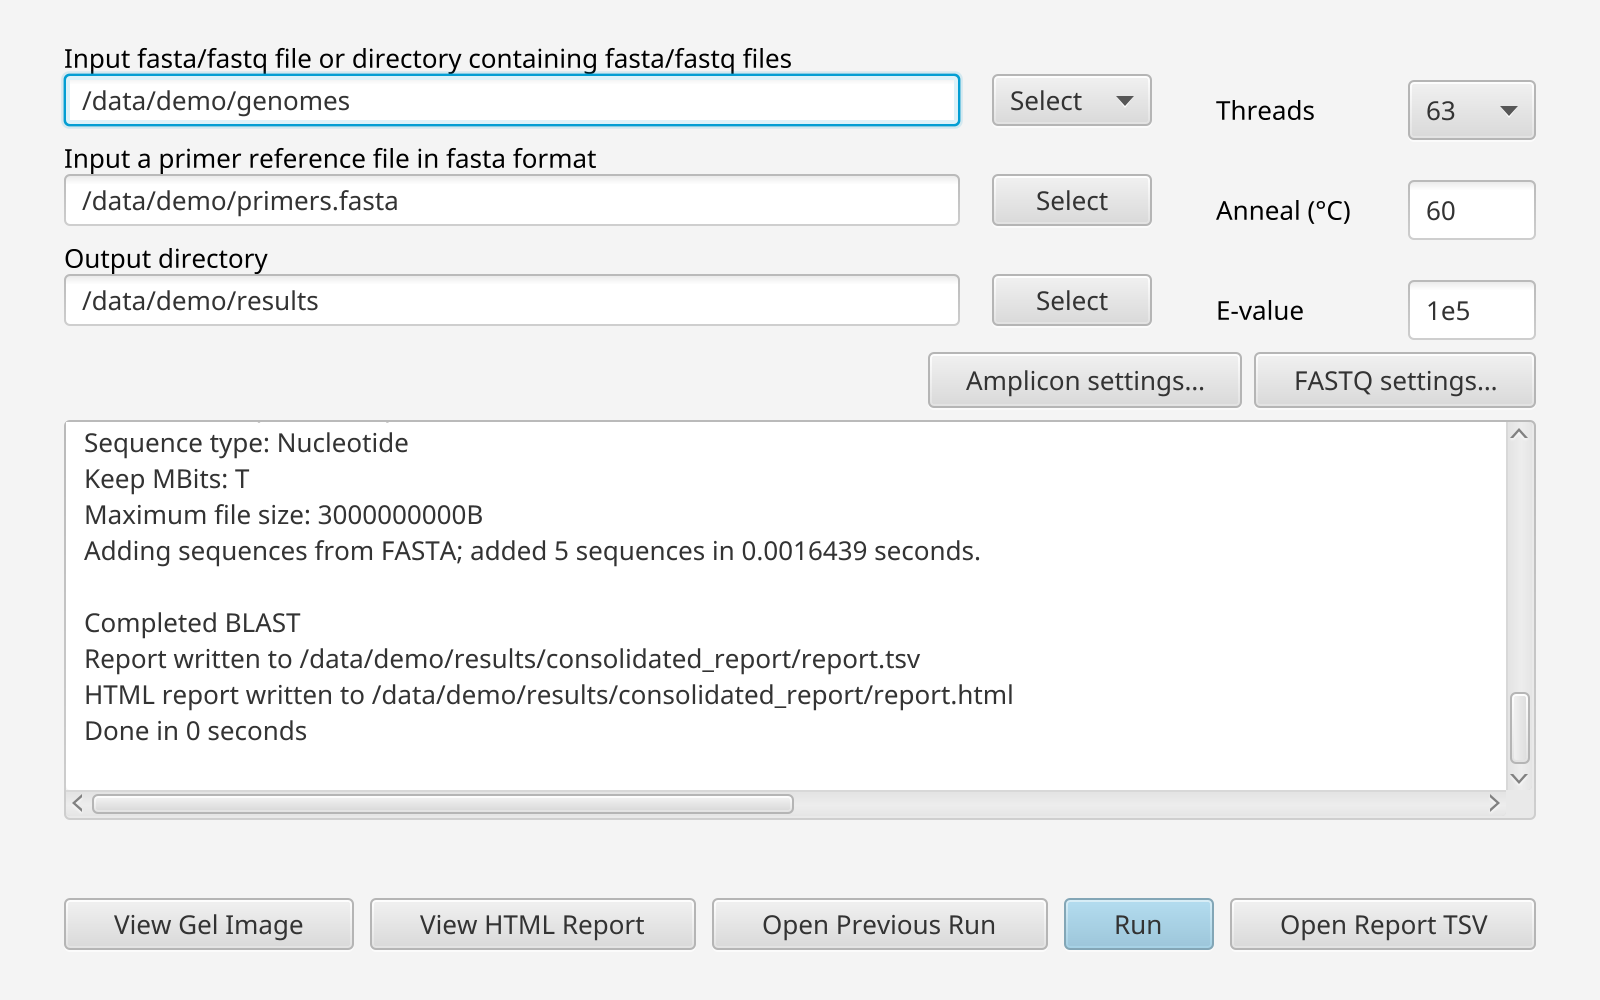 Input fasta/fastq file or directory containing fasta/fastq files
/data/demo/genomes
Select
Threads
63
Input a primer reference file in fasta format
/data/demo/primers.fasta
Select
Anneal (°C)
60
Output directory
/data/demo/results
Select
E-value
1e5
Amplicon settings...
FASTQ settings...
Sequence type: Nucleotide
Keep MBits: T
Maximum file size: 3000000000B
Adding sequences from FASTA; added 5 sequences in 0.0016439 seconds.
Completed BLAST
Report written to /data/demo/results/consolidated_report/report.tsv
HTML report written to /data/demo/results/consolidated_report/report.html
Done in 0 seconds
View Gel Image
View HTML Report
Open Previous Run
Run
Open Report TSV